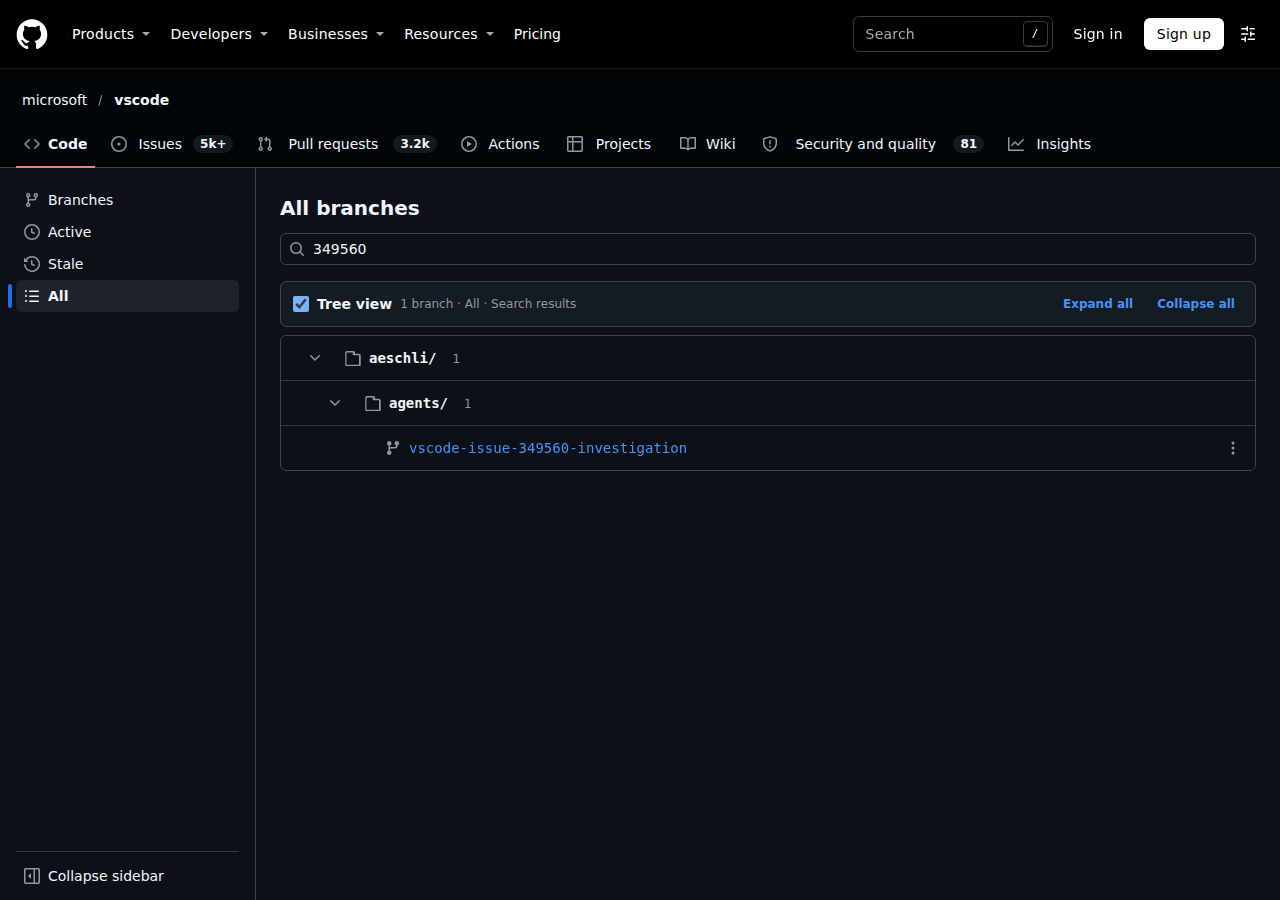 Products Developers Businesses Resources Pricing Search / Sign in Sign up
microsoft / vscode
Code Issues 5k+ Pull requests 3.2k Actions Projects Wiki Security and quality 81 Insights
Branches
Active
Stale
All
All branches
349560
Tree view 1 branch · All · Search results Expand all Collapse all
aeschli/ 1
agents/ 1
vscode-issue-349560-investigation
Collapse sidebar